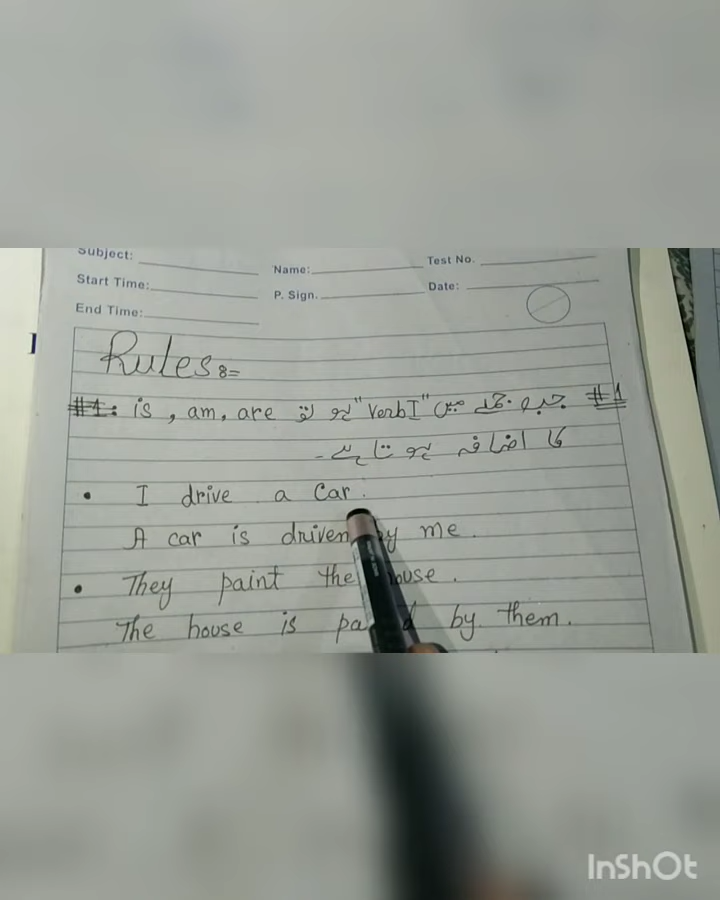 Subject:
Name:
Test No.
Start Time:
P. Sign.
Date:
End Time:
Rules :=
#1 جب جملے میں "Verb I" ہو تو is, am, are
کا اضافہ ہوتا ہے۔
• I drive a Car.
A car is driven by me.
• They paint the house.
The house is pa d by them.
InShOt